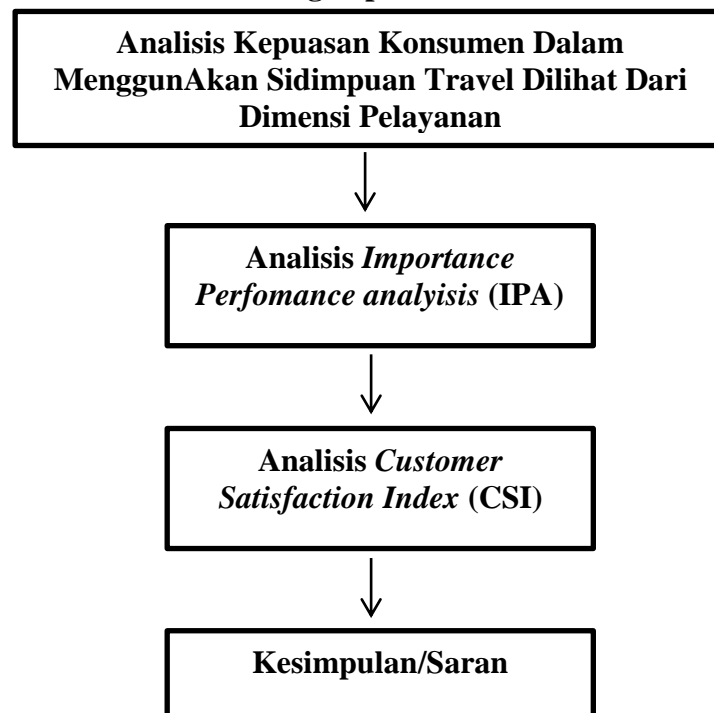 Analisis Kepuasan Konsumen Dalam
MenggunAkan Sidimpuan Travel Dilihat Dari
Dimensi Pelayanan
Analisis Importance
Perfomance analyisis (IPA)
Analisis Customer
Satisfaction Index (CSI)
Kesimpulan/Saran